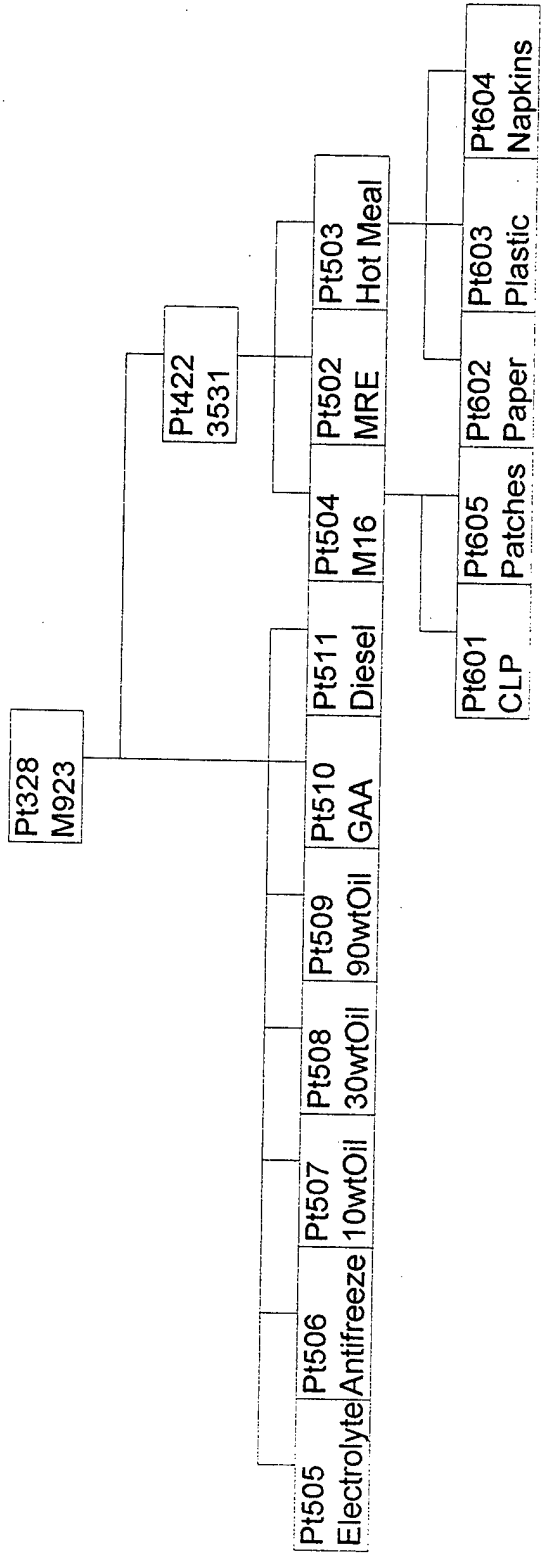 Pt328
M923
Pt422
3531
Pt505
Electrolyte
Pt506
Antifreeze
Pt507
10wtOil
Pt508
30wtOil
Pt509
90wtOil
Pt510
GAA
Pt511
Diesel
Pt504
M16
Pt502
MRE
Pt503
Hot Meal
Pt601
CLP
Pt605
Patches
Pt602
Paper
Pt603
Plastic
Pt604
Napkins